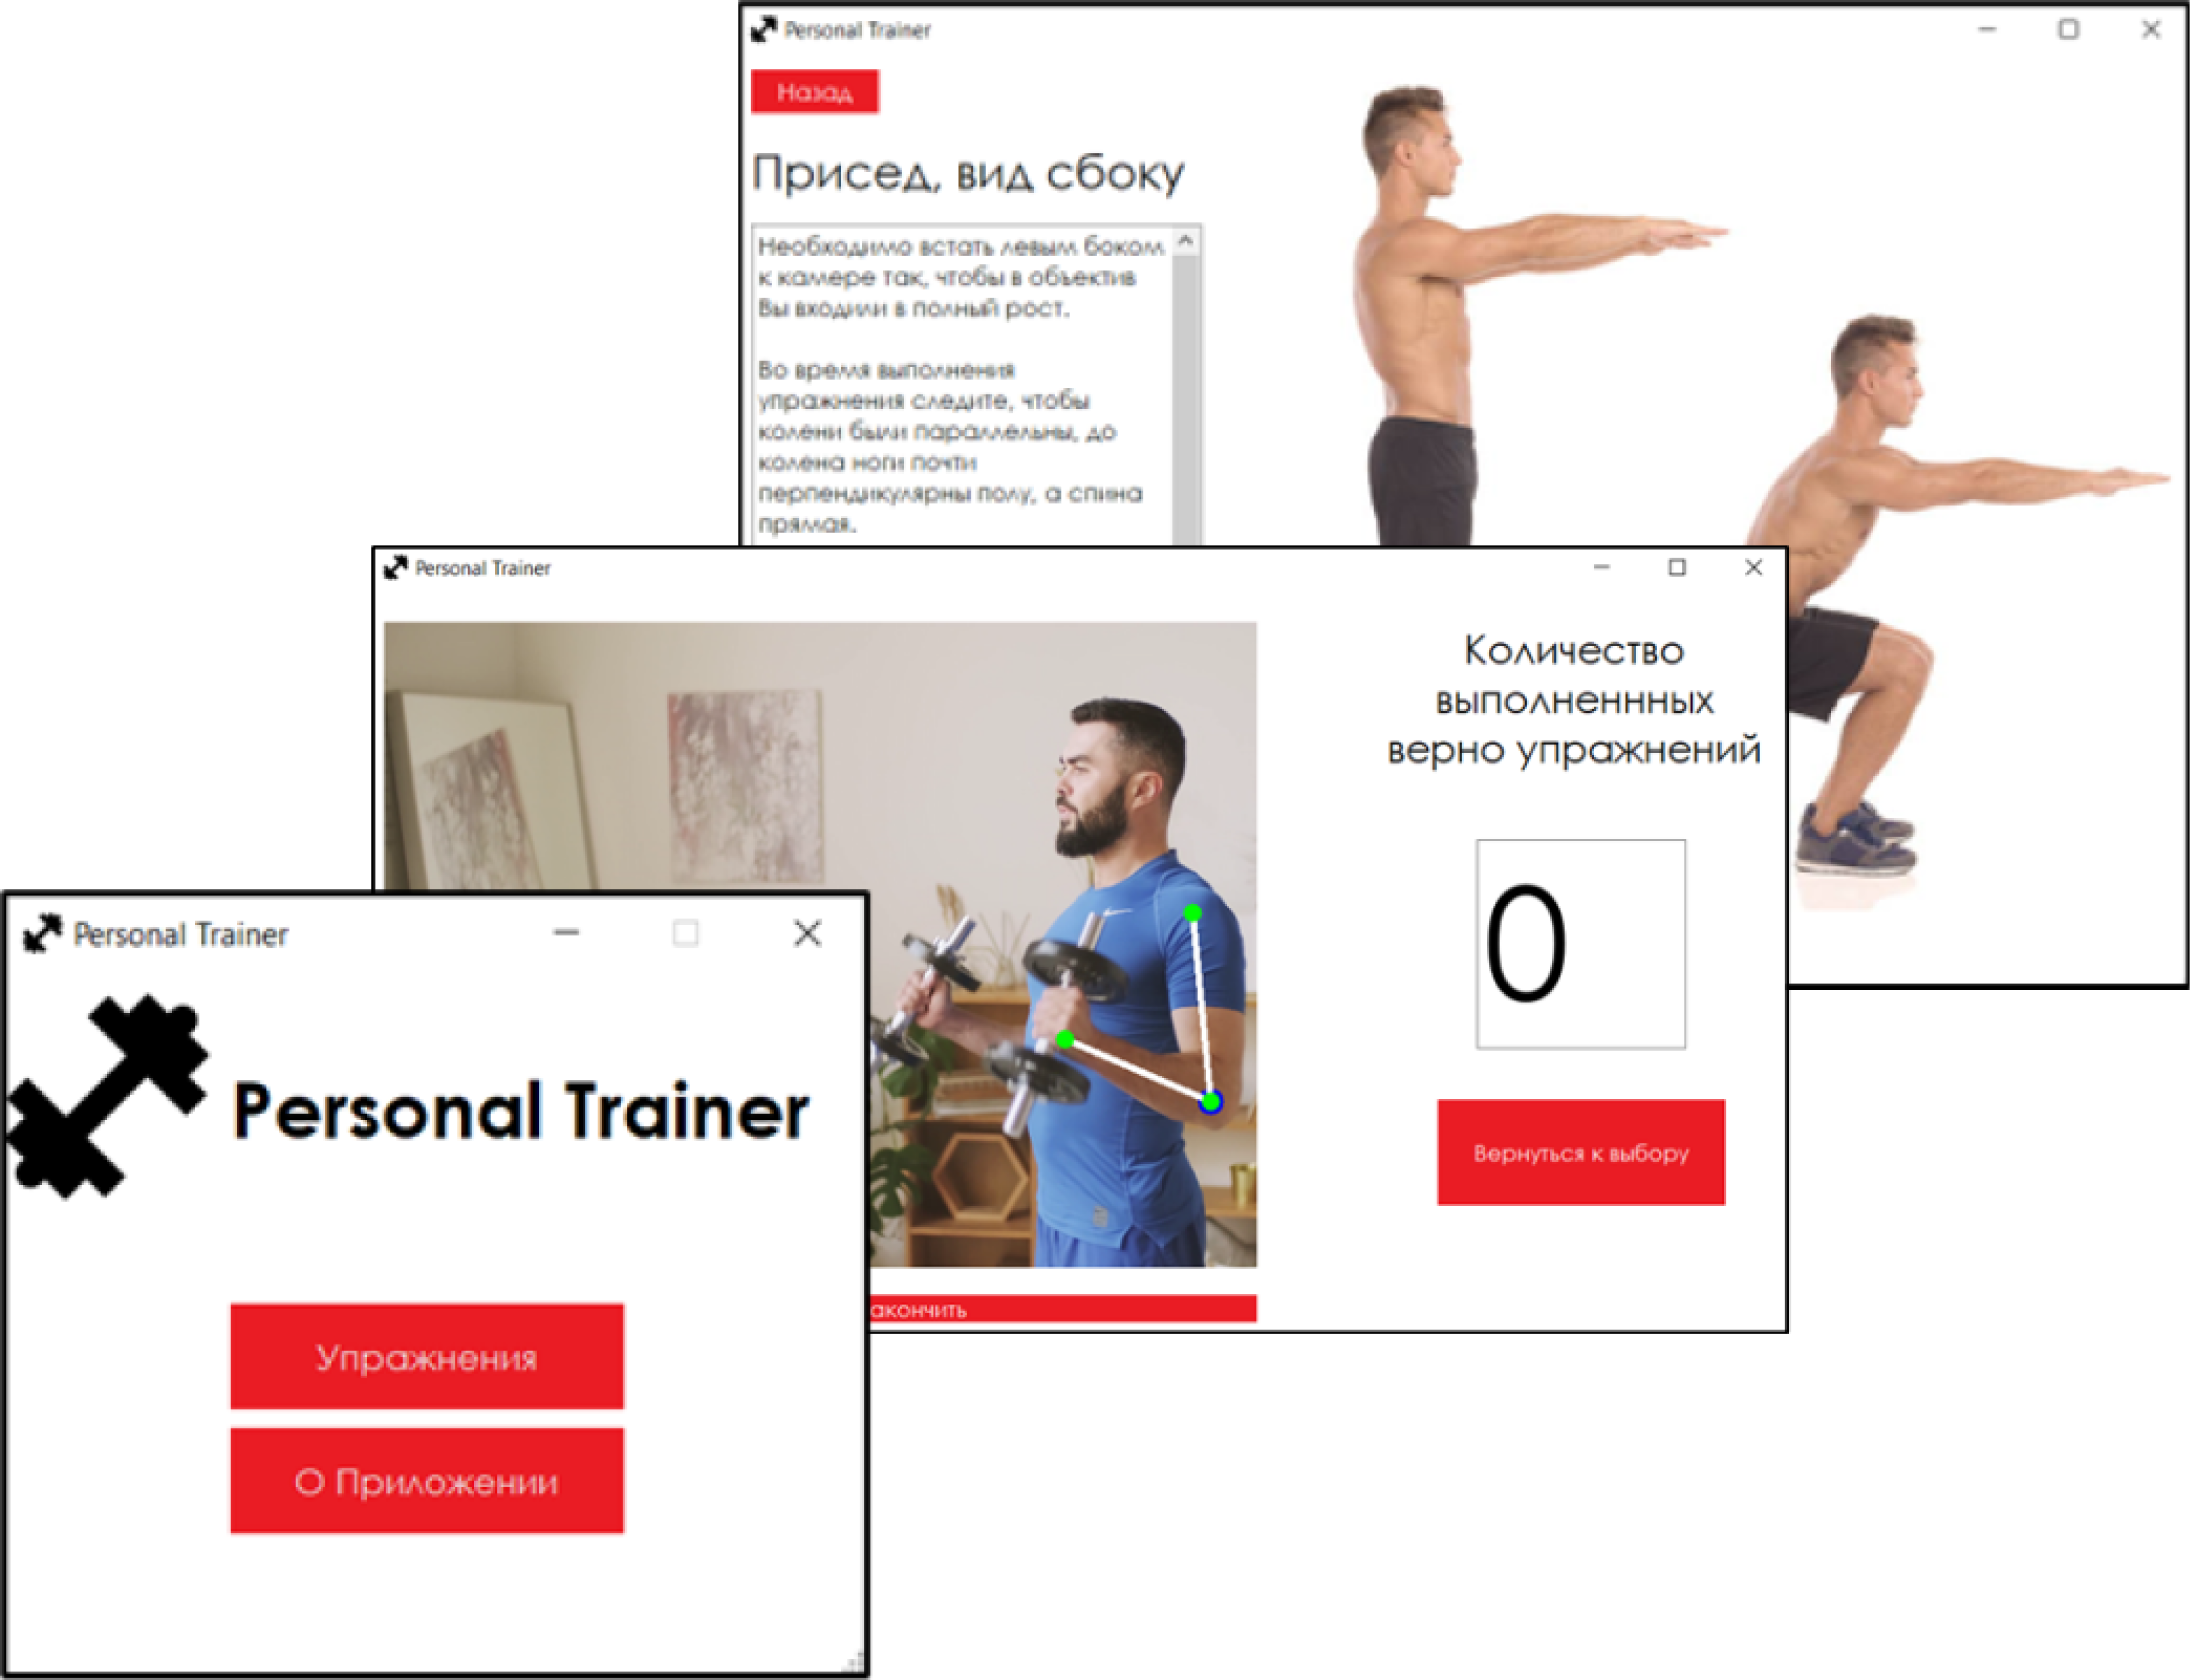 Personal Trainer
Назад
Присед, вид сбоку
Необходимо встать левым боком
к камере так, чтобы в объектив
Вы входили в полный рост.
Во время выполнения
упражнения следите, чтобы
колени были параллельны, до
колена ноги почти
перпендикулярны полу, а спина
прямая.
Personal Trainer
Количество
выполненнных
верно упражнений
0
Вернуться к выбору
акончить
Personal Trainer
Personal Trainer
Упражнения
О Приложении